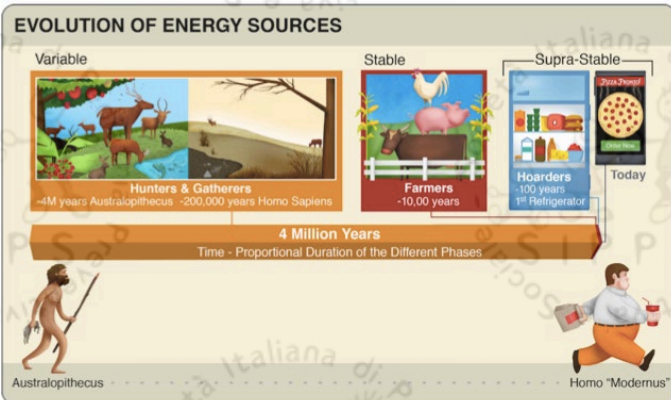 EVOLUTION OF ENERGY SOURCES
Variable
Stable
Supra-Stable
PIZZA PRONTO
Order Now
Hunters & Gatherers
~4M years Australopithecus ~200,000 years Homo Sapiens
Farmers
~10,00 years
Hoarders
~100 years
1st Refrigerator
Today
4 Million Years
Time - Proportional Duration of the Different Phases
Australopithecus
Homo "Modernus"